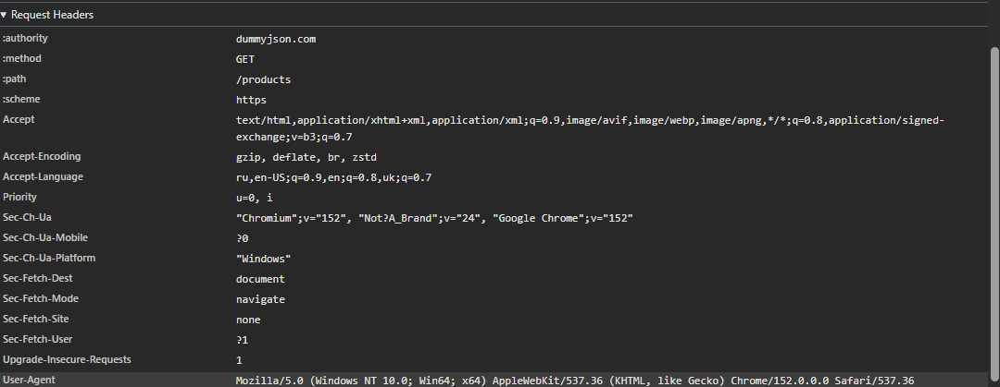 Request Headers
:authority dummyjson.com
:method GET
:path /products
:scheme https
Accept text/html,application/xhtml+xml,application/xml;q=0.9,image/avif,image/webp,image/apng,*/*;q=0.8,application/signed-
exchange;v=b3;q=0.7
Accept-Encoding gzip, deflate, br, zstd
Accept-Language ru,en-US;q=0.9,en;q=0.8,uk;q=0.7
Priority u=0, i
Sec-Ch-Ua "Chromium";v="152", "Not?A_Brand";v="24", "Google Chrome";v="152"
Sec-Ch-Ua-Mobile ?0
Sec-Ch-Ua-Platform "Windows"
Sec-Fetch-Dest document
Sec-Fetch-Mode navigate
Sec-Fetch-Site none
Sec-Fetch-User ?1
Upgrade-Insecure-Requests 1
User-Agent Mozilla/5.0 (Windows NT 10.0; Win64; x64) AppleWebKit/537.36 (KHTML, like Gecko) Chrome/152.0.0.0 Safari/537.36